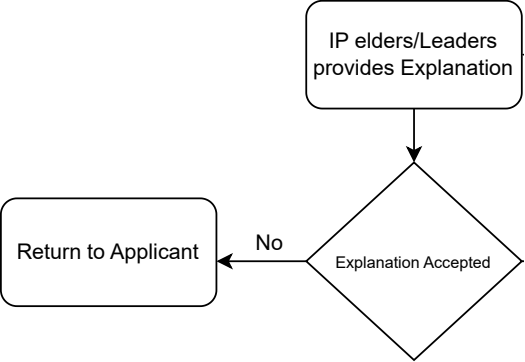 IP elders/Leaders
provides Explanation
Return to Applicant
No
Explanation Accepted